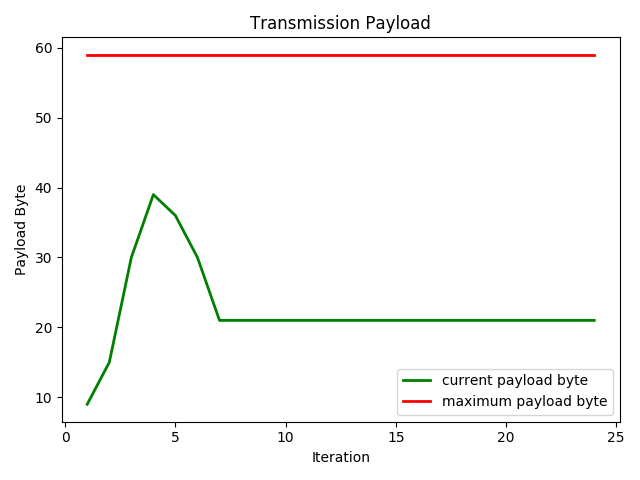 Transmission Payload
60
50
40
30
20
10
Payload Byte
0
5
10
15
20
25
Iteration
current payload byte
maximum payload byte